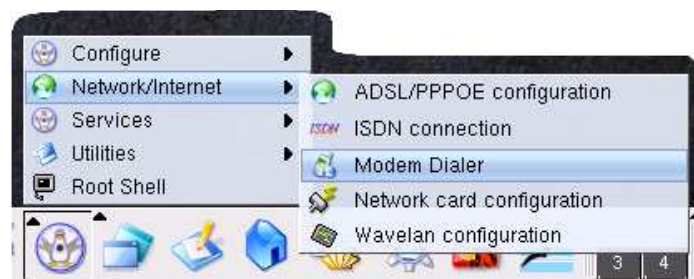 Configure
Network/Internet
Services
Utilities
Root Shell
ADSL/PPPOE configuration
ISDN ISDN connection
Modem Dialer
Network card configuration
Wavelan configuration
3 4